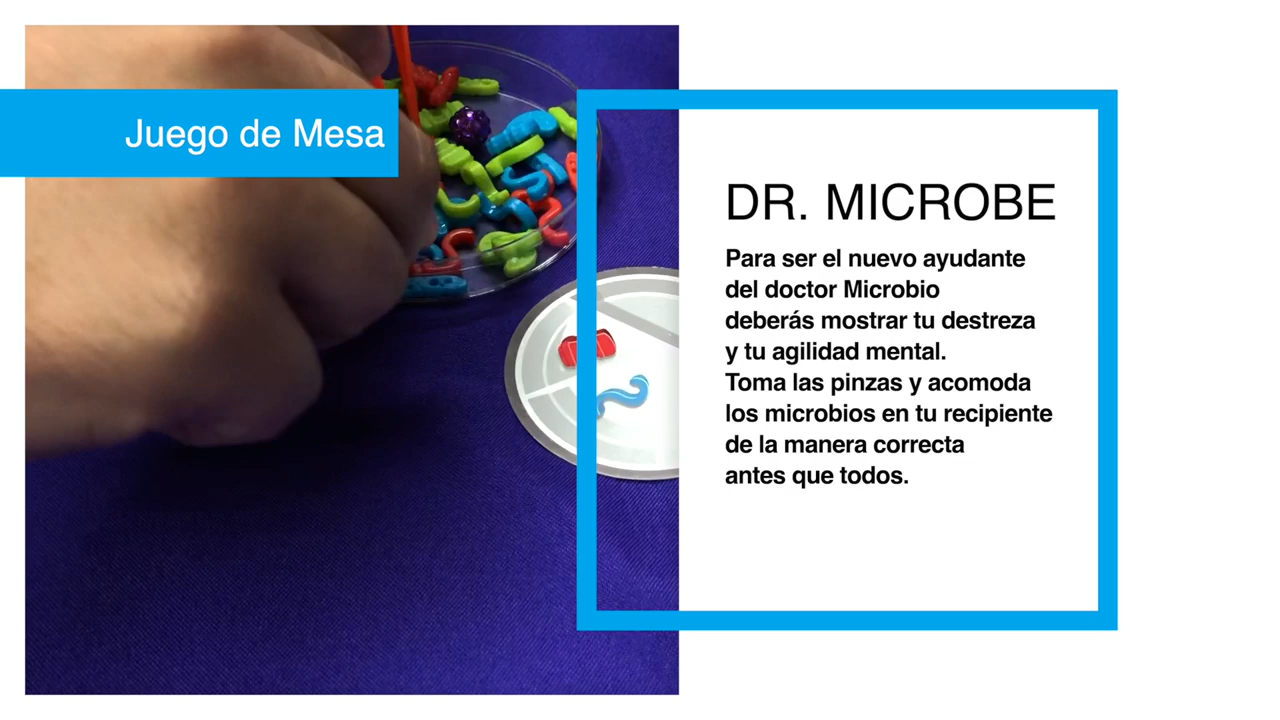 Juego de Mesa
DR. MICROBE
Para ser el nuevo ayudante
del doctor Microbio
deberás mostrar tu destreza
y tu agilidad mental.
Toma las pinzas y acomoda
los microbios en tu recipiente
de la manera correcta
antes que todos.